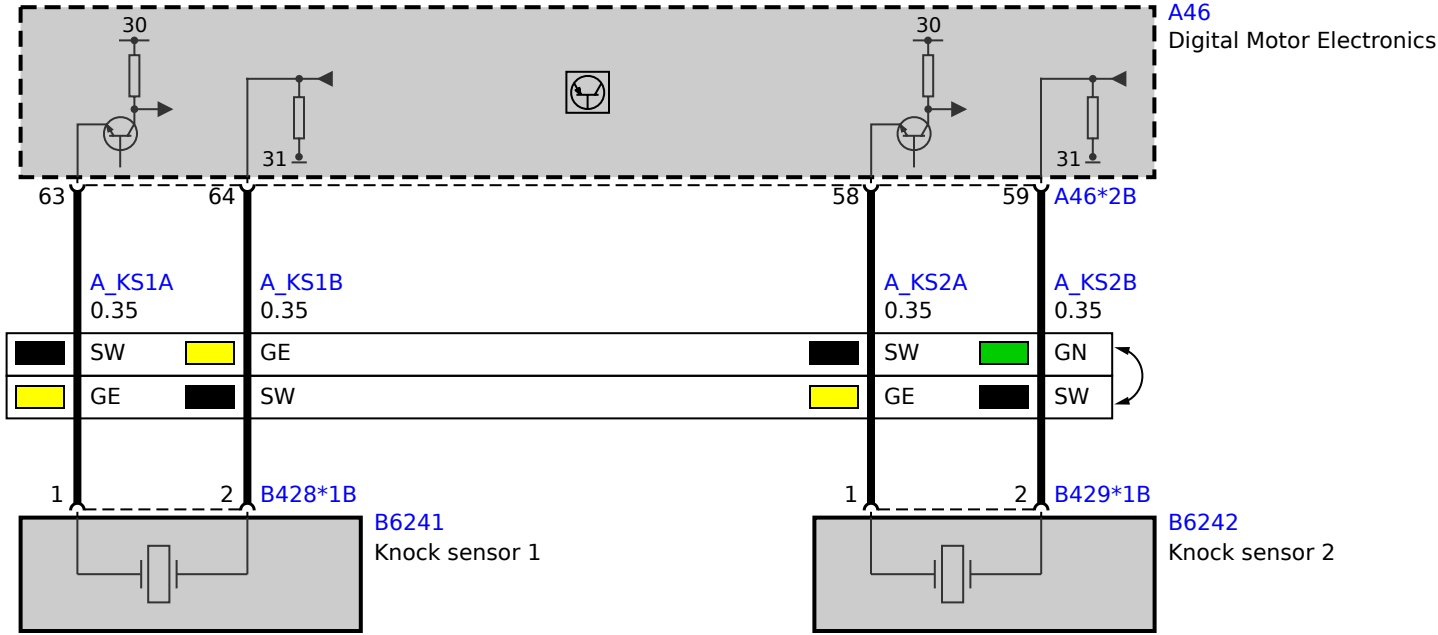 A46
Digital Motor Electronics
30
30
31
31
63
64
58
59
A46*2B
A_KS1A
0.35
A_KS1B
0.35
A_KS2A
0.35
A_KS2B
0.35
SW
GE
SW
GN
GE
SW
GE
SW
1
2
B428*1B
1
2
B429*1B
B6241
Knock sensor 1
B6242
Knock sensor 2